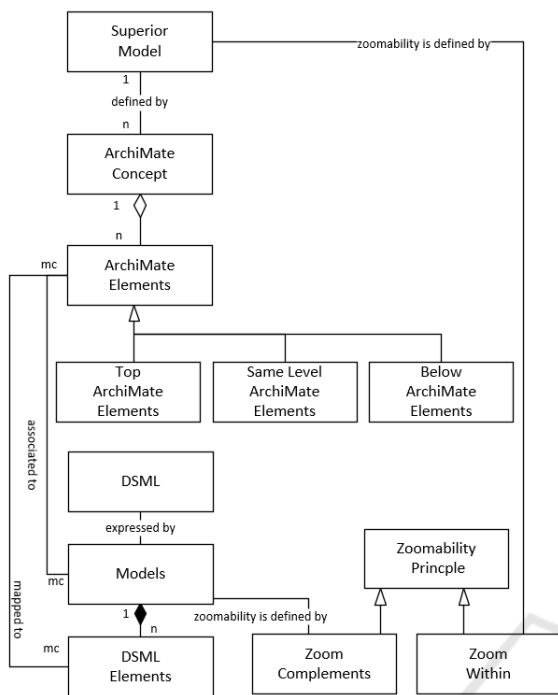 Superior
Model
zoomability is defined by
1
defined by
n
ArchiMate
Concept
1
n
mc
ArchiMate
Elements
Top
ArchiMate
Elements
Same Level
ArchiMate
Elements
Below
ArchiMate
Elements
associated to
mapped to
DSML
expressed by
Models
mc
Zoomability
Princple
1
n
zoomability is defined by
mc
DSML
Elements
Zoom
Complements
Zoom
Within